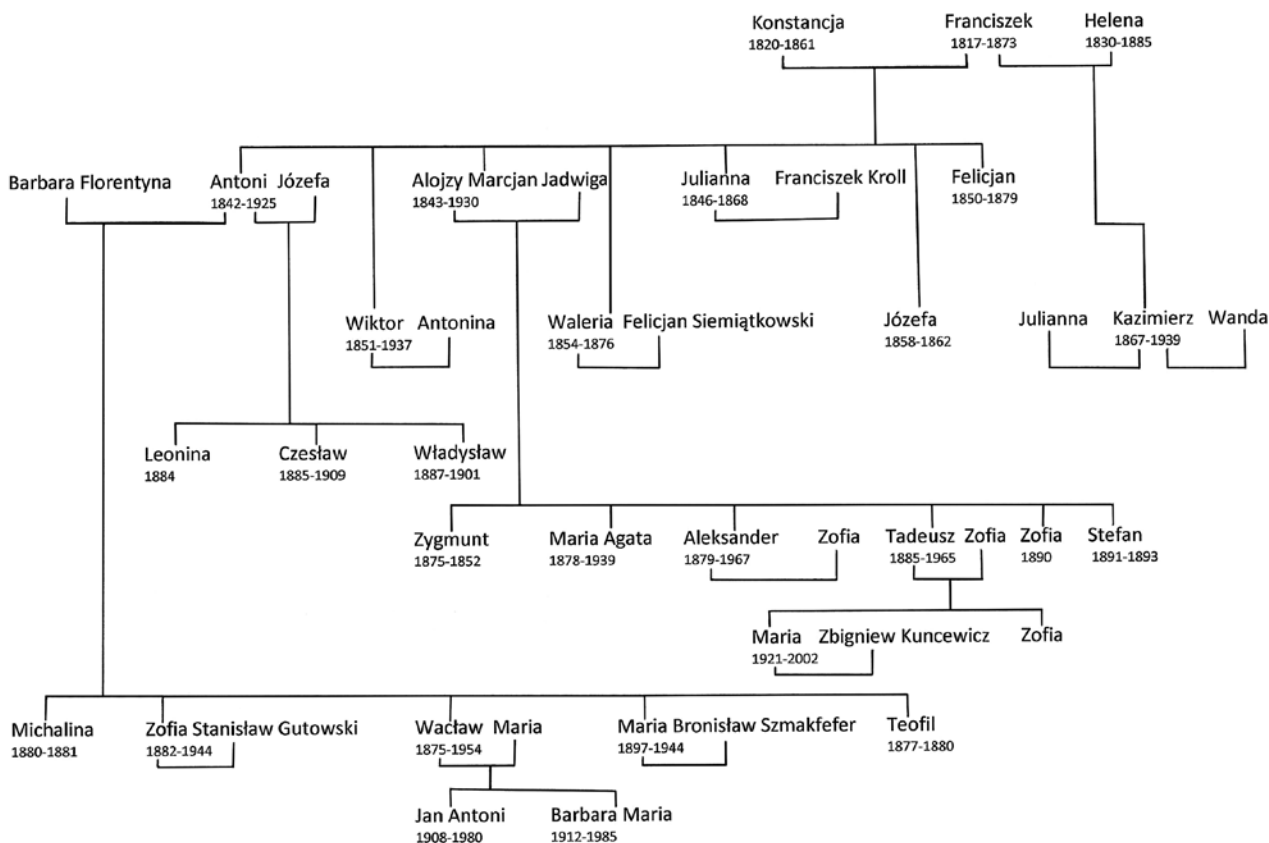 Konstancja Franciszek Helena
1820-1861 1817-1873 1830-1885
Barbara Florentyna Antoni Józefa Alojzy Marcjan Jadwiga Julianna Franciszek Kroll Felicjan
1842-1925 1843-1930 1846-1868 1850-1879
Wiktor Antonina Waleria Felicjan Siemiątkowski Józefa Julianna Kazimierz Wanda
1851-1937 1854-1876 1858-1862 1867-1939
Leonina Czesław Władysław
1884 1885-1909 1887-1901
Zygmunt Maria Agata Aleksander Zofia Tadeusz Zofia Zofia Stefan
1875-1852 1878-1939 1879-1967 1885-1965 1890 1891-1893
Maria Zbigniew Kuncewicz Zofia
1921-2002
Michalina Zofia Stanisław Gutowski Wacław Maria Maria Bronisław Szmakfefer Teofil
1880-1881 1882-1944 1875-1954 1897-1944 1877-1880
Jan Antoni Barbara Maria
1908-1980 1912-1985